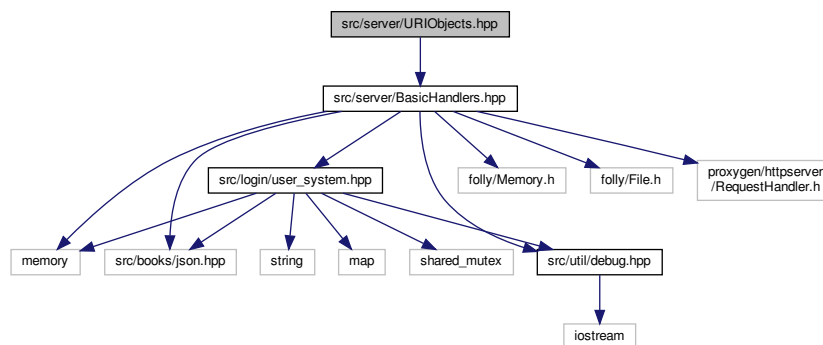 src/server/URIObjects.hpp
src/server/BasicHandlers.hpp
src/login/user_system.hpp
folly/Memory.h
folly/File.h
proxygen/httpserver
/RequestHandler.h
memory
src/books/json.hpp
string
map
shared_mutex
src/util/debug.hpp
iostream